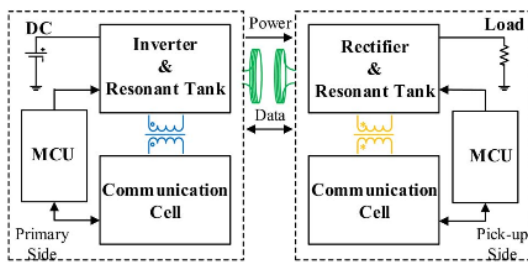 DC
Inverter
&
Resonant Tank
MCU
Communication
Cell
Primary
Side
Power
Data
Rectifier
&
Resonant Tank
Load
MCU
Communication
Cell
Pick-up
Side